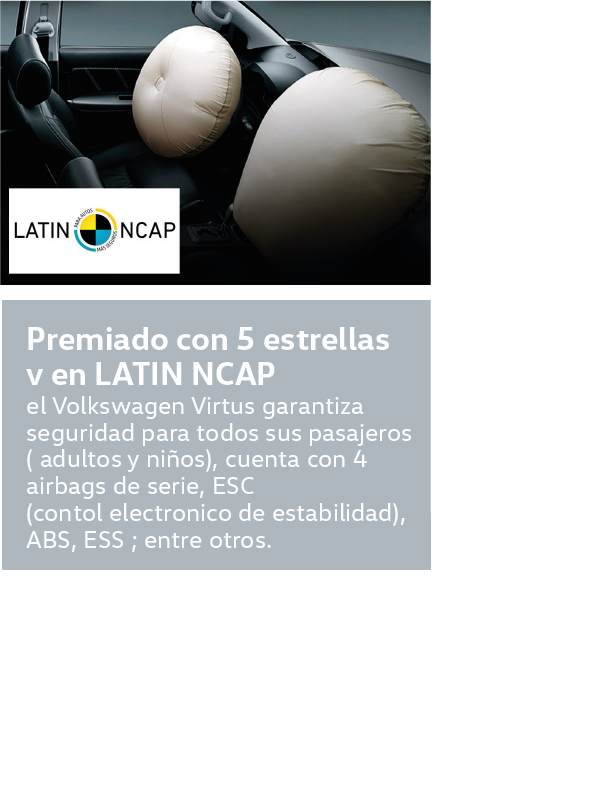 LATIN NCAP
PARA AUTOS
MÁS SEGUROS
Premiado con 5 estrellas
v en LATIN NCAP
el Volkswagen Virtus garantiza
seguridad para todos sus pasajeros
( adultos y niños), cuenta con 4
airbags de serie, ESC
(contol electronico de estabilidad),
ABS, ESS ; entre otros.